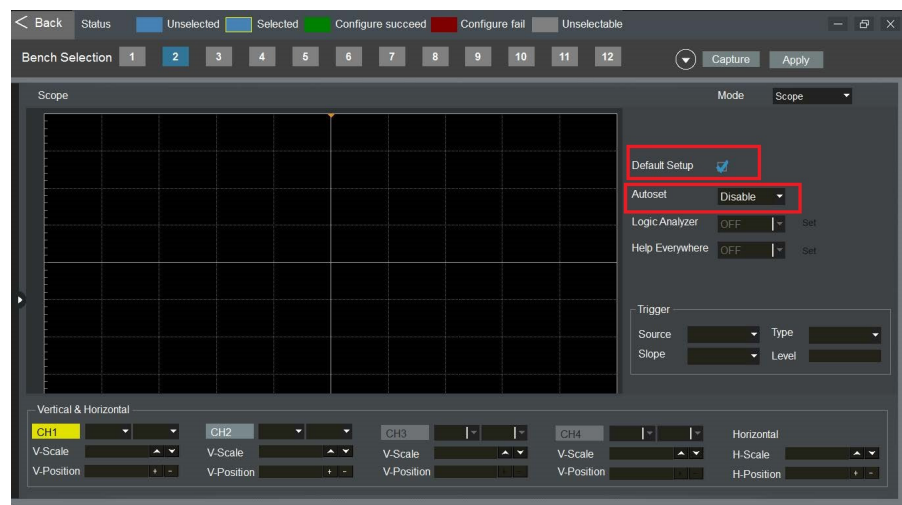 < Back Status Unselected Selected Configure succeed Configure fail Unselectable
Bench Selection 1 2 3 4 5 6 7 8 9 10 11 12 Capture Apply
Scope Mode Scope
Default Setup
Autoset Disable
Logic Analyzer OFF Set
Help Everywhere OFF Set
Trigger
Source Type
Slope Level
Vertical & Horizontal
CH1 CH2 CH3 CH4 Horizontal
V-Scale V-Scale V-Scale V-Scale H-Scale
V-Position + - V-Position + - V-Position V-Position H-Position + -